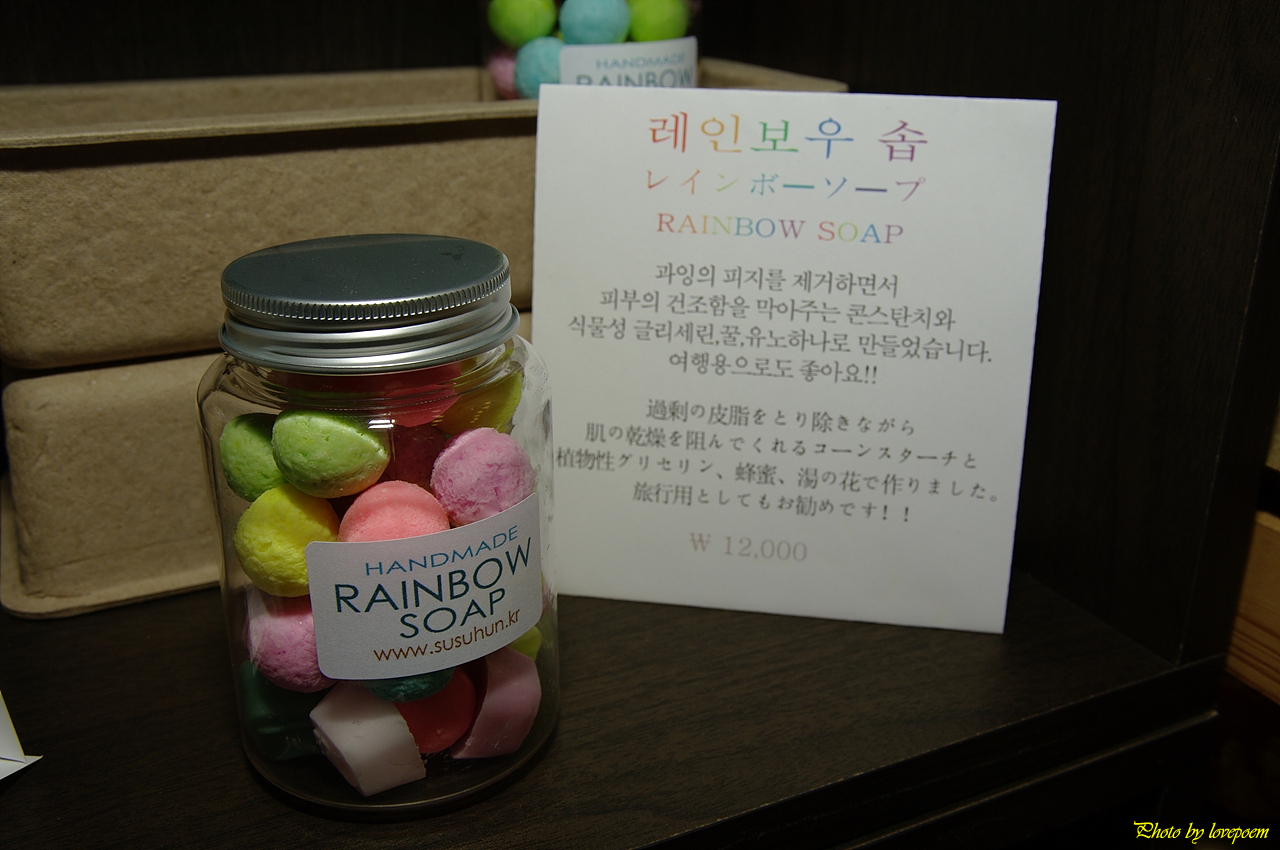 HANDMADE
RAINBOW
레인보우 솝
レインボーソープ
RAINBOW SOAP
과잉의 피지를 제거하면서
피부의 건조함을 막아주는 콘스탄치와
식물성 글리세린,꿀,유노하나로 만들었습니다.
여행용으로도 좋아요!!
過剰の皮脂をとり除きながら
肌の乾燥を阻んでくれるコーンスターチと
植物性グリセリン、蜂蜜、湯の花で作りました。
旅行用としてもお勧めです！！
₩ 12,000
HANDMADE
RAINBOW
SOAP
www.susuhun.kr
Photo by lovepoem